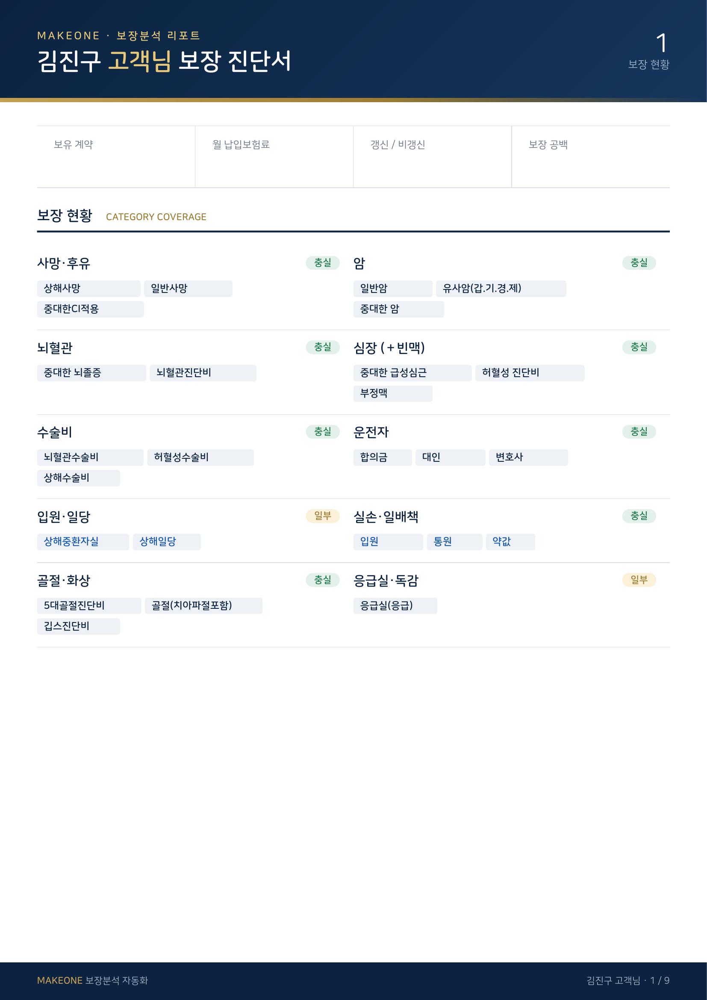 MAKEONE · 보장분석 리포트
김진구 고객님 보장 진단서
1
보장 현황
보유 계약
월 납입보험료
갱신 / 비갱신
보장 공백
보장 현황 CATEGORY COVERAGE
사망·후유 충실
상해사망 일반사망
중대한CI적용
암 충실
일반암 유사암(갑.기.경.제)
중대한 암
뇌혈관 충실
중대한 뇌졸증 뇌혈관진단비
심장 (+빈맥) 충실
중대한 급성심근 허혈성 진단비
부정맥
수술비 충실
뇌혈관수술비 허혈성수술비
상해수술비
운전자 충실
합의금 대인 변호사
입원·일당 일부
상해중환자실 상해일당
실손·일배책 충실
입원 통원 약값
골절·화상 충실
5대골절진단비 골절(치아파절포함)
깁스진단비
응급실·독감 일부
응급실(응급)
MAKEONE 보장분석 자동화
김진구 고객님 · 1 / 9